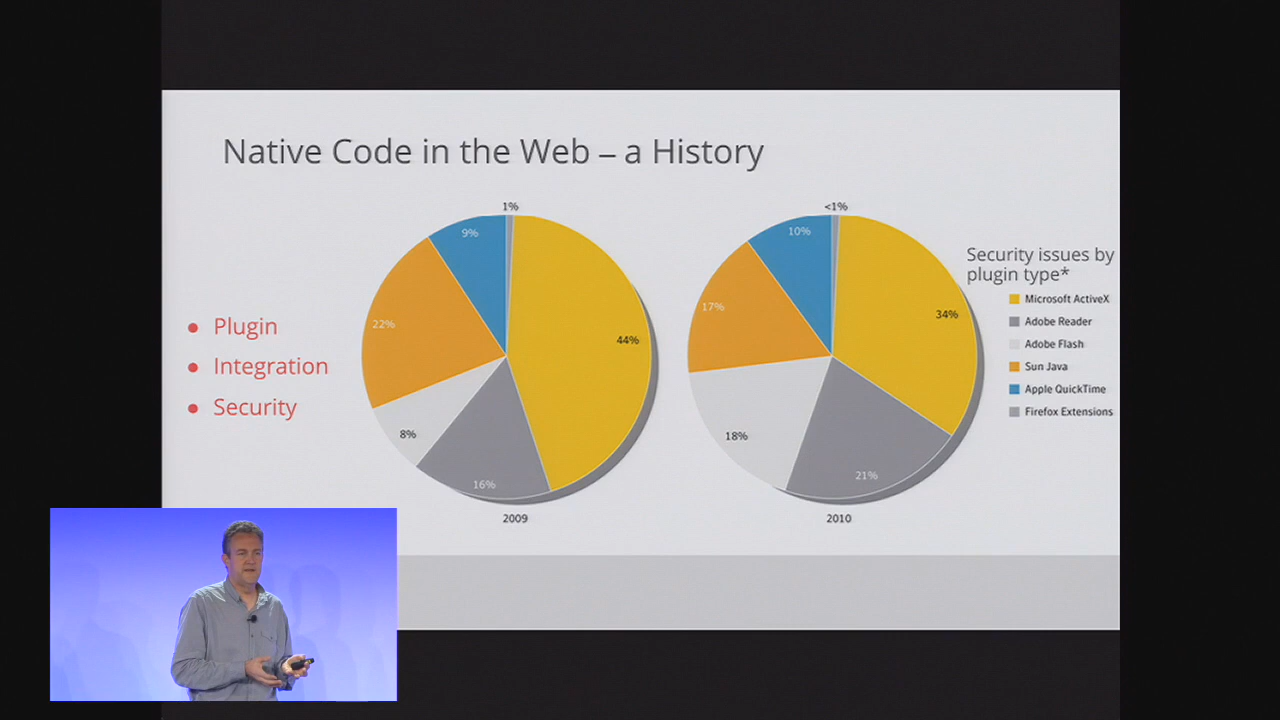 Native Code in the Web – a History
● Plugin
● Integration
● Security
1%
9%
22%
44%
8%
16%
2009
<1%
10%
17%
34%
18%
21%
2010
Security issues by
plugin type*
Microsoft ActiveX
Adobe Reader
Adobe Flash
Sun Java
Apple QuickTime
Firefox Extensions